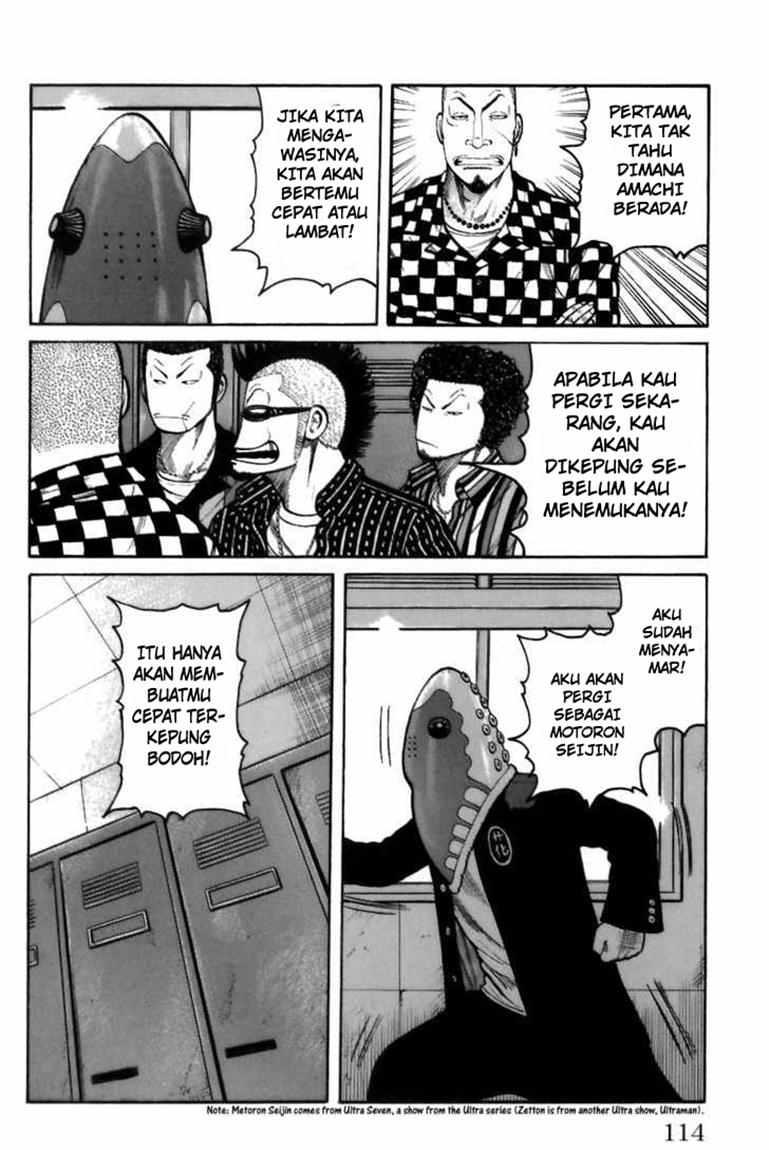 PERTAMA,
KITA TAK
TAHU
DIMANA
AMACHI
BERADA!
JIKA KITA
MENGA-
WASINYA,
KITA AKAN
BERTEMU
CEPAT ATAU
LAMBAT!
APABILA KAU
PERGI SEKA-
RANG, KAU
AKAN
DIKEPUNG SE-
BELUM KAU
MENEMUKANYA!
AKU
SUDAH
MENYA-
MAR!
AKU AKAN
PERGI
SEBAGAI
MOTORON
SEIJIN!
ITU HANYA
AKAN MEM-
BUATMU
CEPAT TER-
KEPUNG
BODOH!
Note: Metoron Seijin comes from Ultra Seven, a show from the Ultra series (Zetton is from another Ultra show, Ultraman).
114